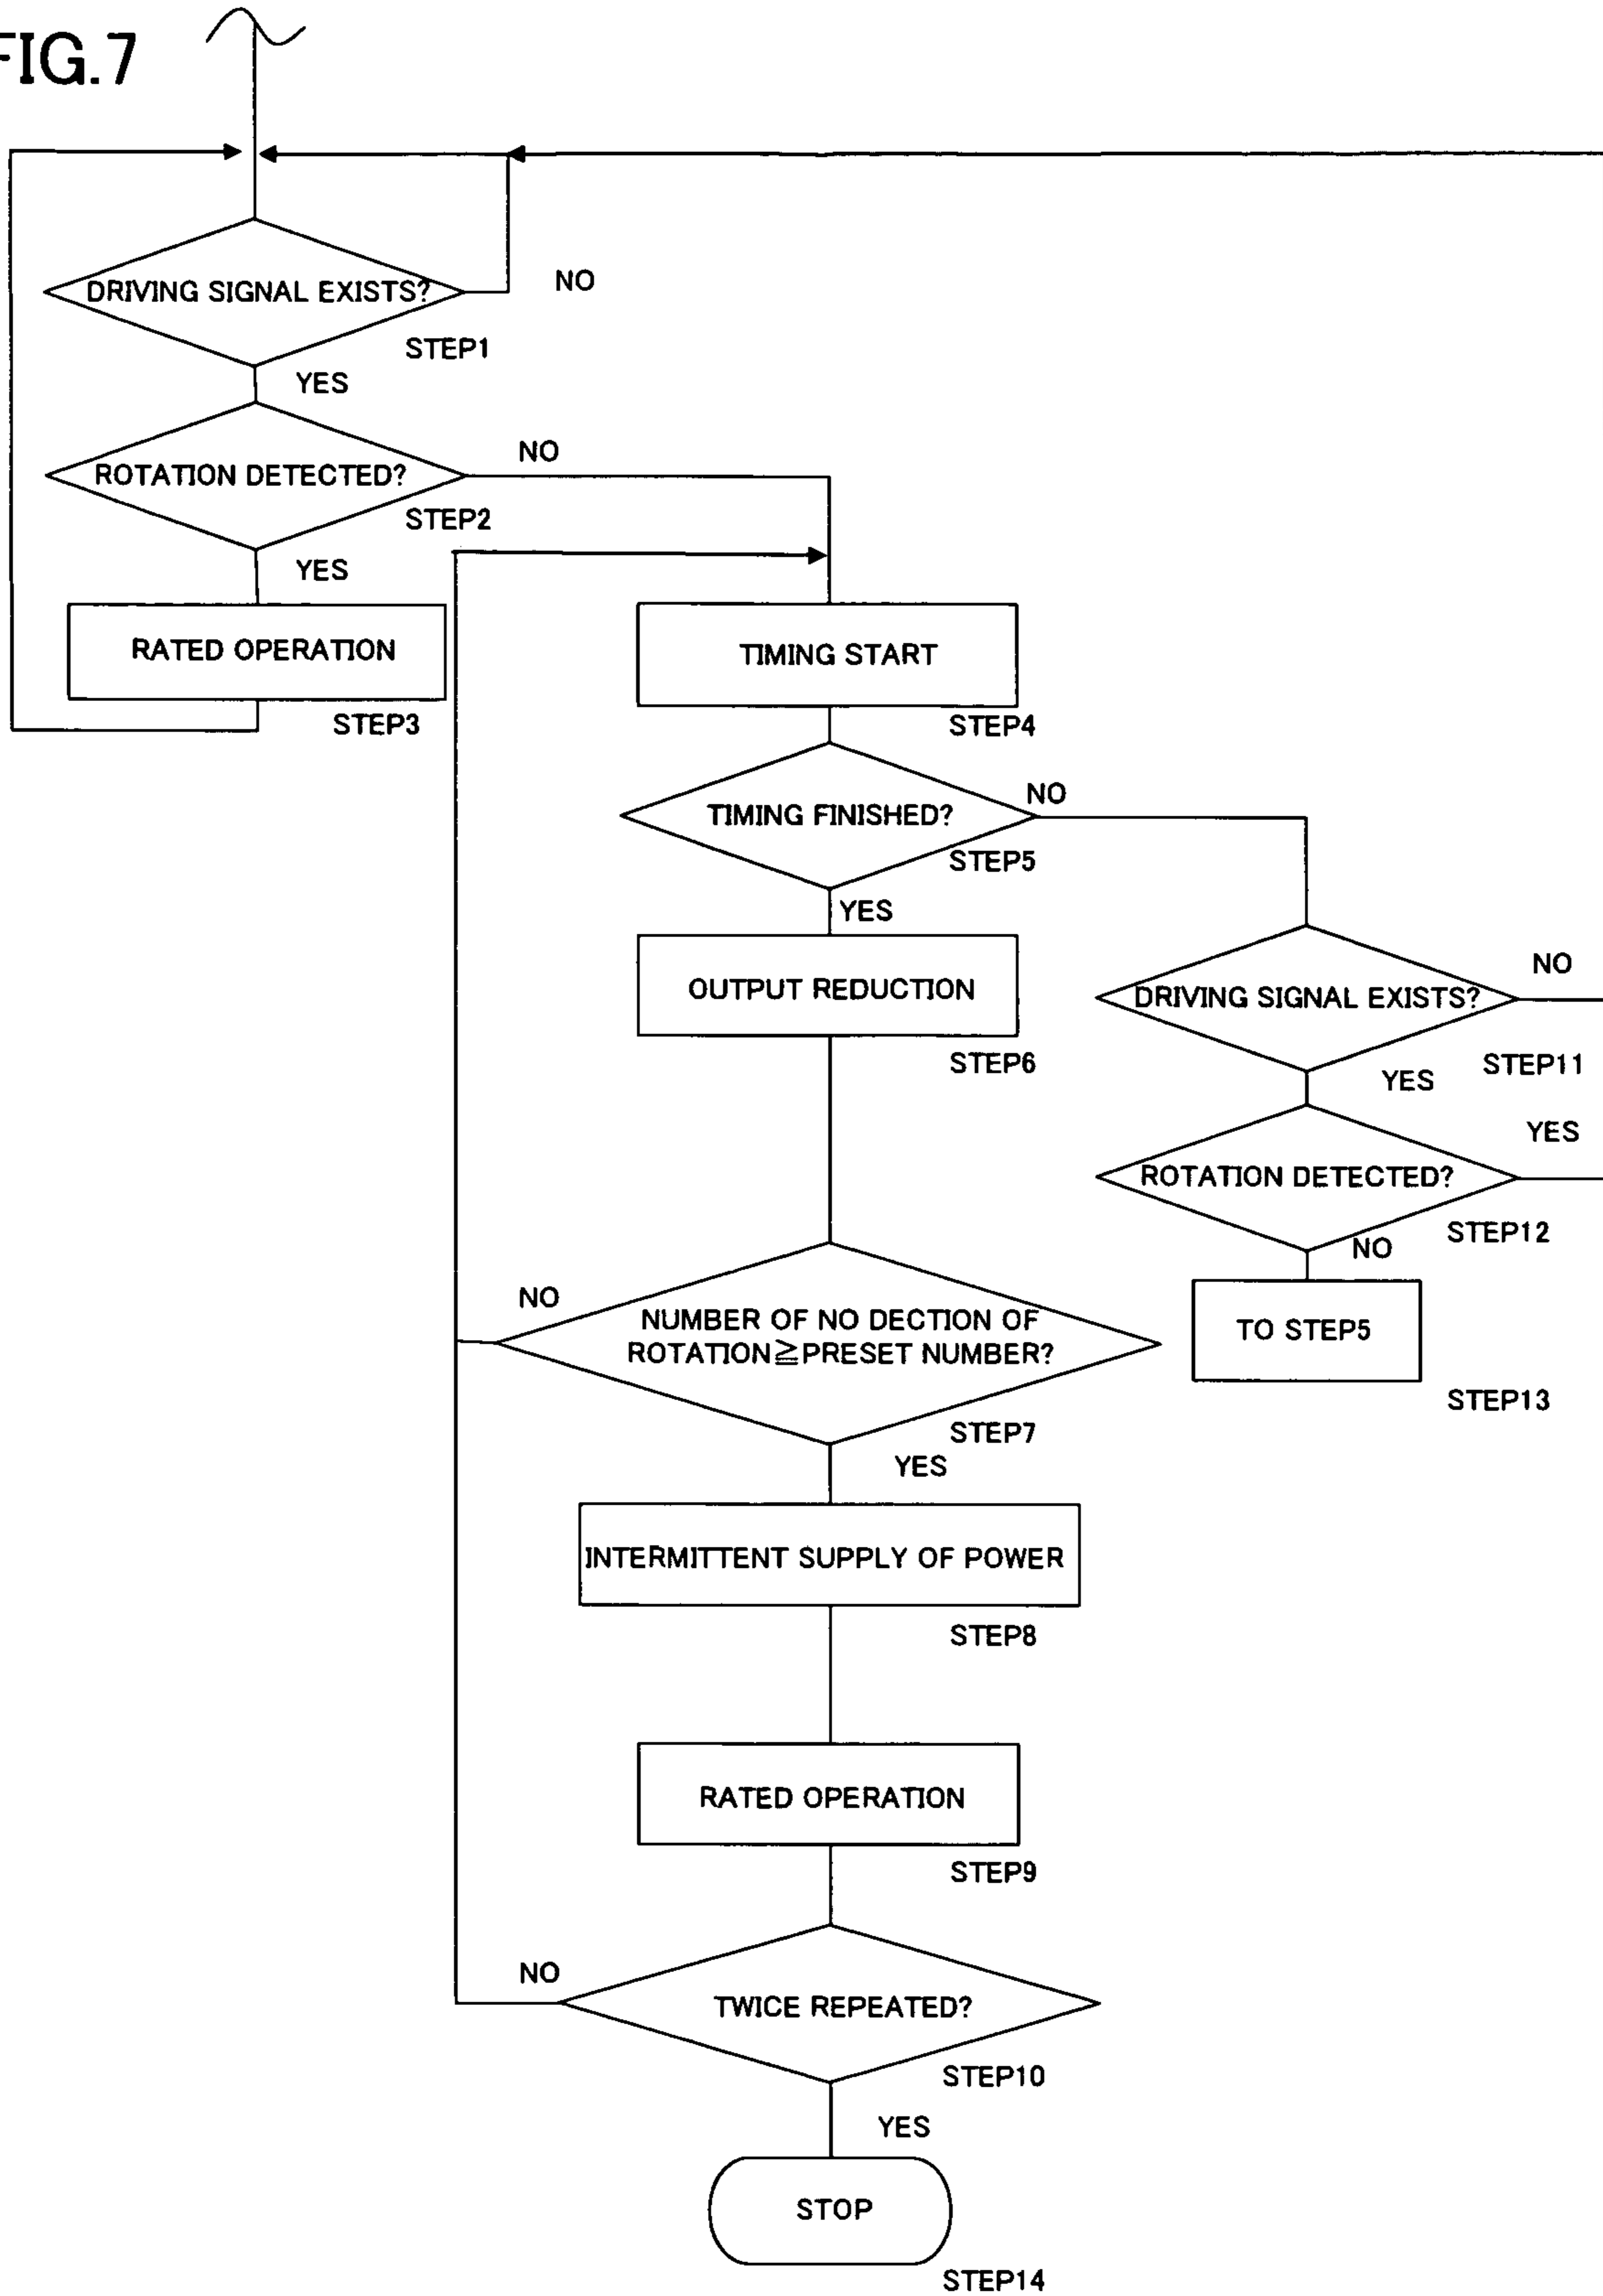 FIG.7
DRIVING SIGNAL EXISTS?
NO
STEP1
YES
ROTATION DETECTED?
NO
STEP2
YES
RATED OPERATION
STEP3
TIMING START
STEP4
TIMING FINISHED?
NO
STEP5
YES
OUTPUT REDUCTION
STEP6
DRIVING SIGNAL EXISTS?
NO
STEP11
YES
ROTATION DETECTED?
YES
STEP12
NO
TO STEP5
STEP13
NO
NUMBER OF NO DECTION OF
ROTATION≧PRESET NUMBER?
STEP7
YES
INTERMITTENT SUPPLY OF POWER
STEP8
RATED OPERATION
STEP9
NO
TWICE REPEATED?
STEP10
YES
STOP
STEP14